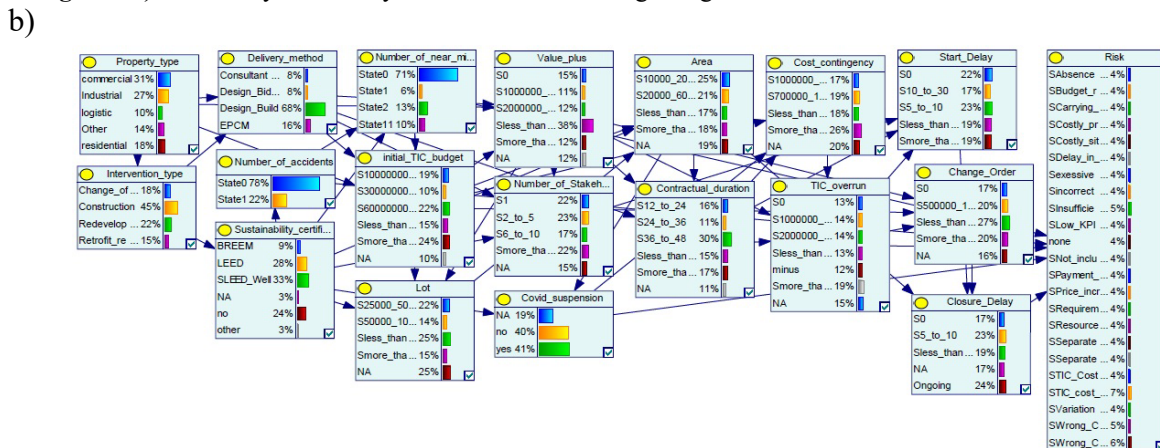 b)
Property_type
commercial 31%
Industrial 27%
logistic 10%
Other 14%
residential 18%
Intervention_type
Change_of ... 18%
Construction 45%
Redevelop ... 22%
Retrofit_re ... 15%
Delivery_method
Consultant ... 8%
Design_Bid... 8%
Design_Build 68%
EPCM 16%
Number_of_accidents
State0 78%
State1 22%
Sustainability_certifi...
BREEM 9%
LEED 28%
SLEED_Well 33%
NA 3%
no 24%
other 3%
Number_of_near_mi...
State0 71%
State1 6%
State2 13%
State11 10%
initial_TIC_budget
S10000000... 19%
S30000000... 10%
S60000000... 22%
Sless_than... 15%
Smore_tha... 24%
NA 10%
Lot
S25000_50... 22%
S50000_10... 14%
Sless_than... 25%
Smore_tha... 15%
NA 25%
Value_plus
S0 15%
S1000000_... 11%
S2000000_... 12%
Sless_than... 38%
Smore_tha... 12%
NA 12%
Number_of_Stakeh...
S1 22%
S2_to_5 23%
S6_to_10 17%
Smore_tha... 22%
NA 15%
Covid_suspension
NA 19%
no 40%
yes 41%
Area
S10000_20... 25%
S20000_60... 21%
Sless_than... 17%
Smore_tha... 18%
NA 19%
Contractual_duration
S12_to_24 16%
S24_to_36 11%
S36_to_48 30%
Sless_than... 15%
Smore_tha... 17%
NA 11%
Cost_contingency
S1000000_... 17%
S700000_1... 19%
Sless_than... 18%
Smore_tha... 26%
NA 20%
TIC_overrun
S0 13%
S1000000_... 14%
S2000000_... 14%
Sless_than... 13%
minus 12%
Smore_tha... 19%
NA 15%
Start_Delay
S0 22%
S10_to_30 17%
S5_to_10 23%
Sless_than... 19%
Smore_tha... 19%
Change_Order
S0 17%
S500000_1... 20%
Sless_than... 27%
Smore_tha... 20%
NA 16%
Closure_Delay
S0 17%
S5_to_10 23%
Sless_than... 19%
NA 17%
Ongoing 24%
Risk
SAbsence ... 4%
SBudget_r ... 4%
SCarrying_... 4%
SCostly_pr ... 4%
SCostly_sit... 4%
SDelay_in_... 4%
Sexessive ... 4%
Sincorrect ... 4%
SInsufficie ... 5%
SLow_KPI ... 4%
none 4%
SNot_inclu ... 4%
SPayment_... 4%
SPrice_incr... 4%
SRequirem ... 4%
SResource ... 4%
SSeparate ... 4%
SSeparate ... 4%
STIC_Cost ... 4%
STIC_cost_... 7%
SVariation ... 4%
SWrong_C... 5%
SWrong_C... 6%